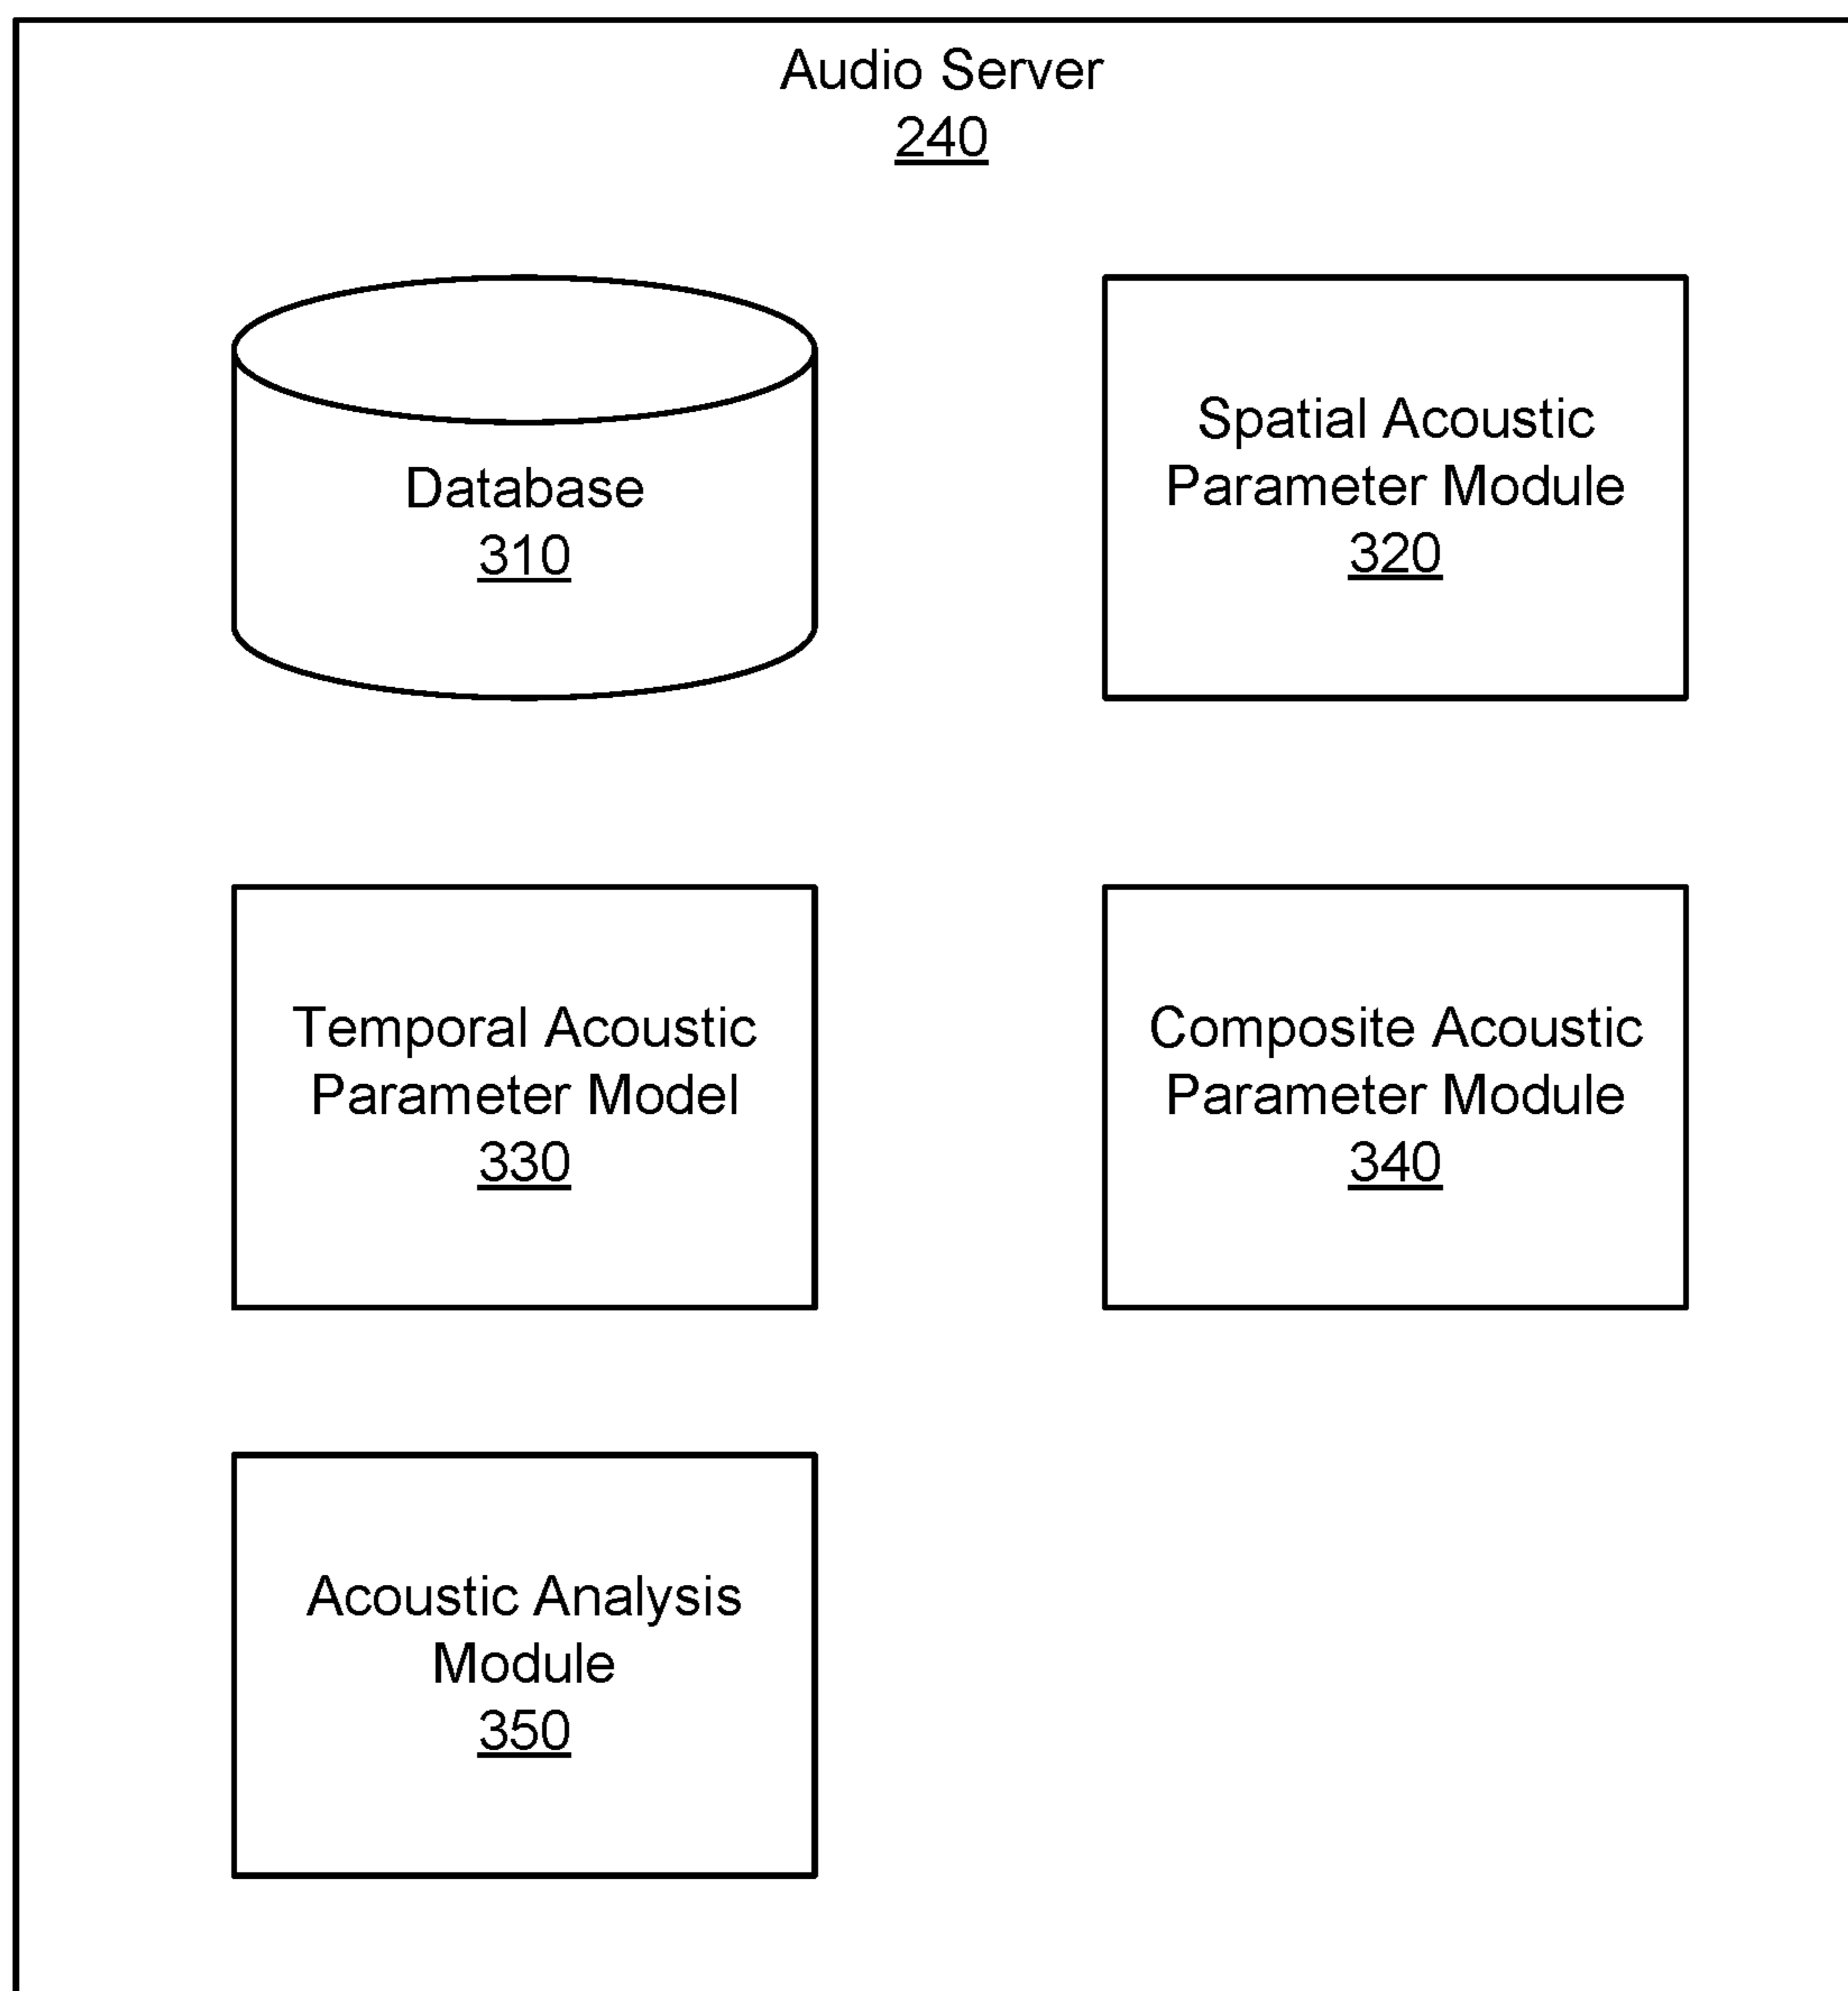 Audio Server
240
Database
310
Spatial Acoustic
Parameter Module
320
Temporal Acoustic
Parameter Model
330
Composite Acoustic
Parameter Module
340
Acoustic Analysis
Module
350